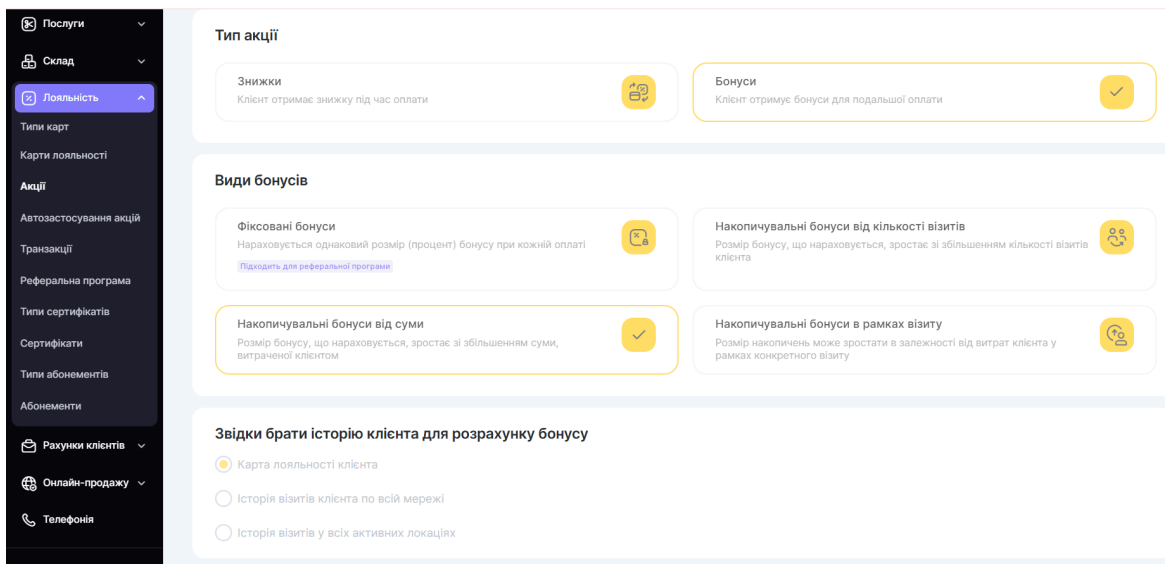 Послуги
Склад
Лояльність
Типи карт
Карти лояльності
Акції
Автозастосування акцій
Транзакції
Реферальна програма
Типи сертифікатів
Сертифікати
Типи абонементів
Абонементи
Рахунки клієнтів
Онлайн-продажу
Телефонія
Тип акції
Знижки
Клієнт отримає знижку під час оплати
Бонуси
Клієнт отримує бонуси для подальшої оплати
Види бонусів
Фіксовані бонуси
Нараховується однаковий розмір (процент) бонусу при кожній оплаті
Підходить для реферальної програми
Накопичувальні бонуси від кількості візитів
Розмір бонусу, що нараховується, зростає зі збільшенням кількості візитів
клієнта
Накопичувальні бонуси від суми
Розмір бонусу, що нараховується, зростає зі збільшенням суми,
витраченої клієнтом
Накопичувальні бонуси в рамках візиту
Розмір накопичень може зрости в залежності від витрат клієнта у
рамках конкретного візиту
Звідки брати історію клієнта для розрахунку бонусу
Карта лояльності клієнта
Історія візитів клієнта по всій мережі
Історія візитів у всіх активних локаціях